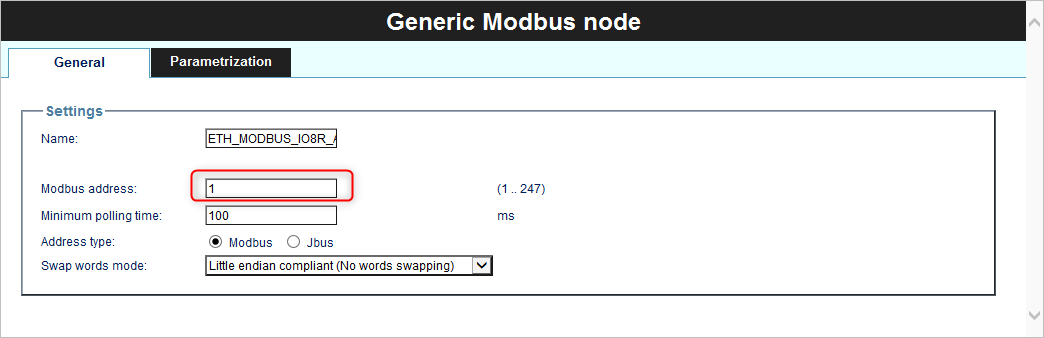 Generic Modbus node
General Parametrization
Settings
Name: ETH_MODBUS_IO8R_
Modbus address: 1 (1 .. 247)
Minimum polling time: 100 ms
Address type: Modbus Jbus
Swap words mode: Little endian compliant (No words swapping)